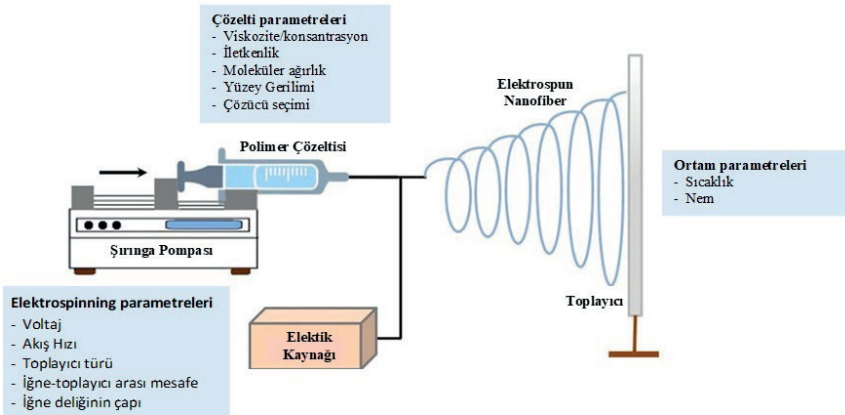 Çözelti parametreleri
- Viskozite/konsantrasyon
- İletkenlik
- Moleküler ağırlık
- Yüzey Gerilimi
- Çözücü seçimi
Polimer Çözeltisi
Elektrospun
Nanofiber
Ortam parametreleri
- Sıcaklık
- Nem
Şırınga Pompası
Toplayıcı
Elektrospinning parametreleri
- Voltaj
- Akış Hızı
- Toplayıcı türü
- İğne-toplayıcı arası mesafe
- İğne deliğinin çapı
Elektik
Kaynağı